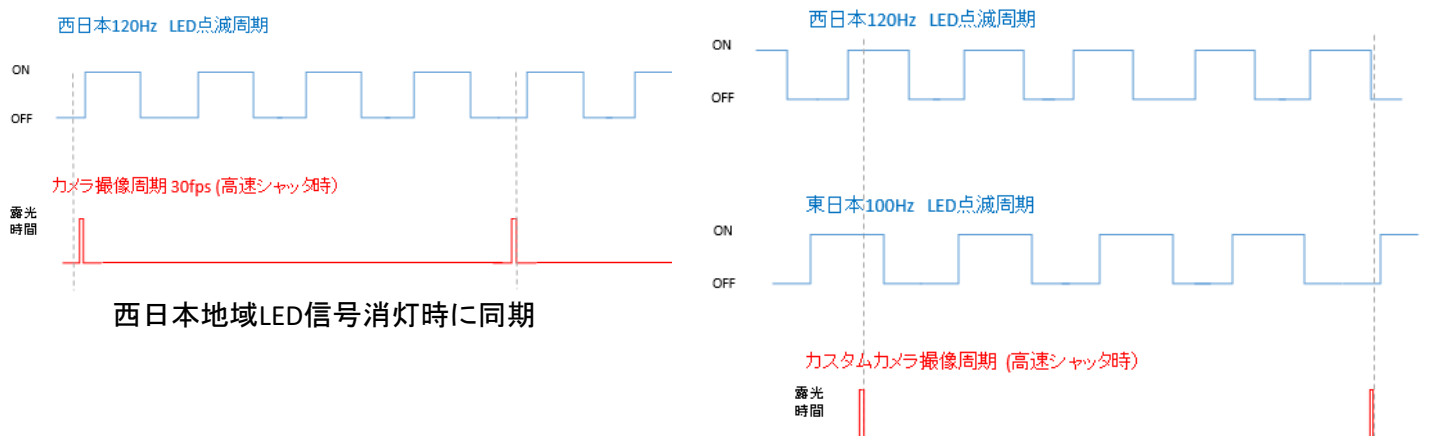 西日本120Hz LED点滅周期
ON
OFF
カメラ撮像周期 30fps (高速シャッタ時)
露光
時間
西日本地域LED信号消灯時に同期
西日本120Hz LED点滅周期
ON
OFF
東日本100Hz LED点滅周期
ON
OFF
カスタムカメラ撮像周期 (高速シャッタ時)
露光
時間